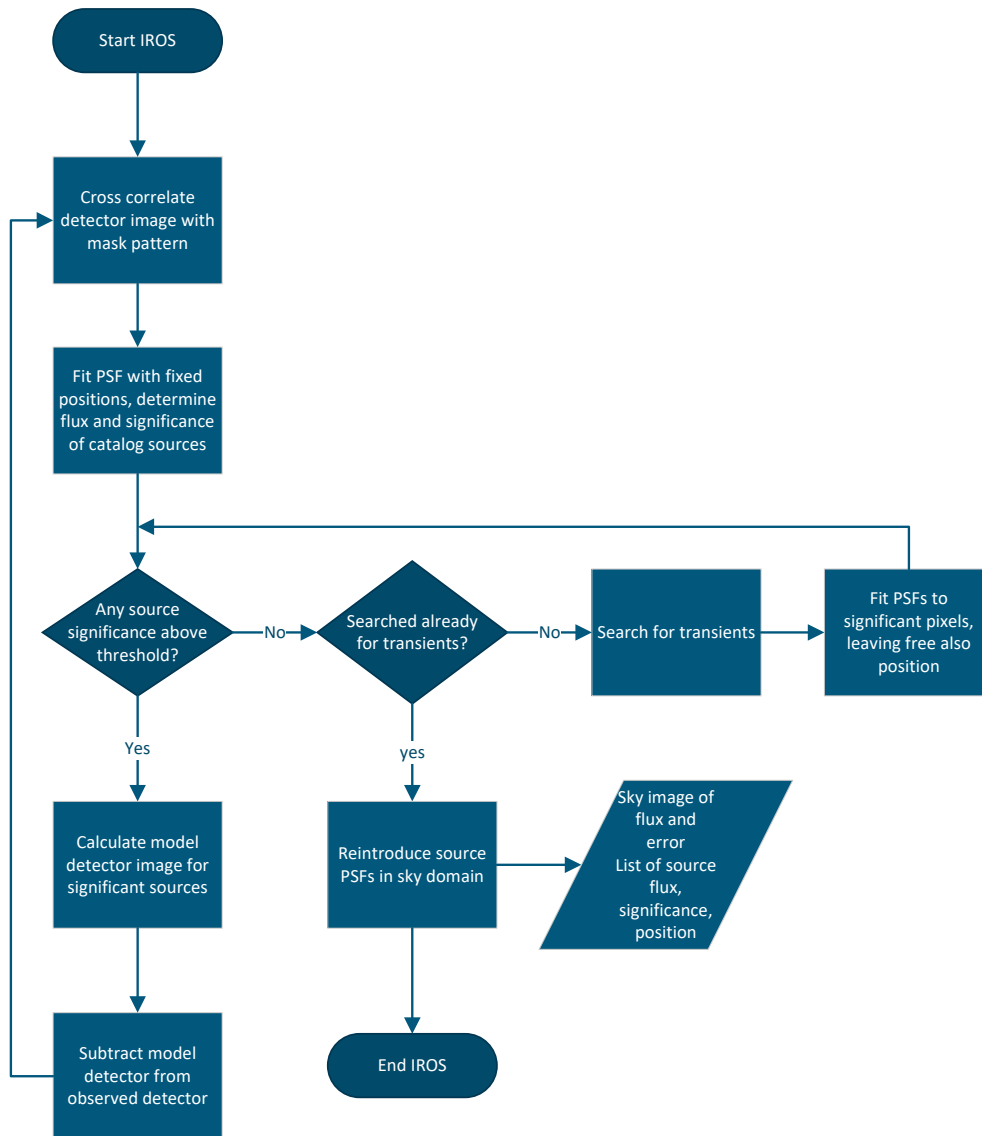 Start IROS
Cross correlate
detector image with
mask pattern
Fit PSF with fixed
positions, determine
flux and significance
of catalog sources
Any source
significance above
threshold?
No
Searched already
for transients?
No
Search for transients
Fit PSFs to
significant pixels,
leaving free also
position
Yes
yes
Calculate model
detector image for
significant sources
Reintroduce source
PSFs in sky domain
Sky image of
flux and
error
List of source
flux,
significance,
position
Subtract model
detector from
observed detector
End IROS